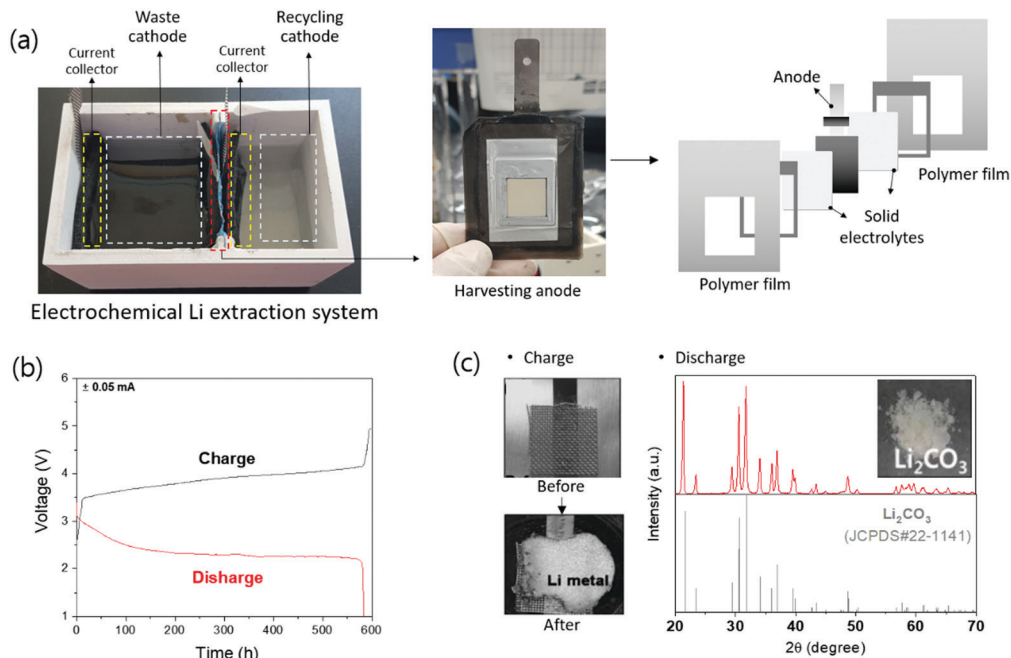 (a)
Waste
cathode
Recycling
cathode
Current
collector
Current
collector
Electrochemical Li extraction system
Harvesting anode
Anode
Polymer film
Solid
electrolytes
Polymer film
(b)
± 0.05 mA
Charge
Disharge
Voltage (V)
6
5
4
3
2
1
0 100 200 300 400 500 600
Time (h)
(c)
• Charge
Before
Li metal
After
• Discharge
Li₂CO₃
Li₂CO₃
(JCPDS#22-1141)
Intensity (a.u.)
20 30 40 50 60 70
2θ (degree)